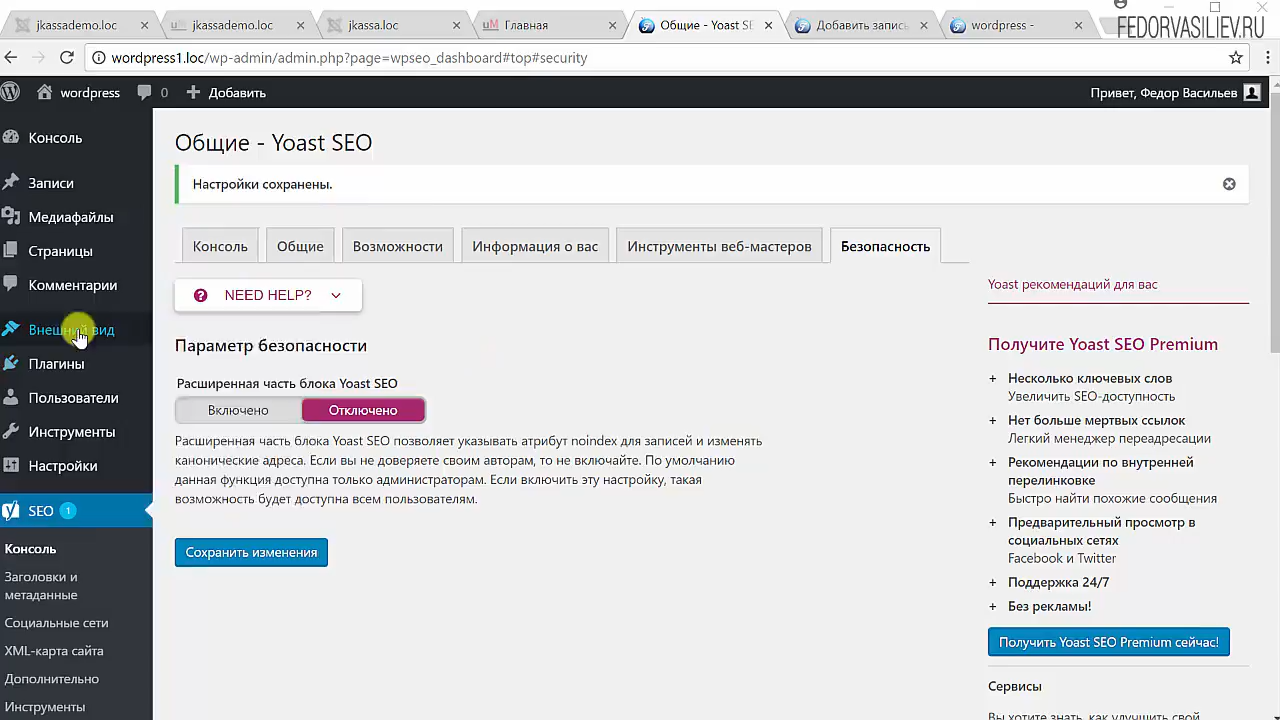 jkassademo.loc
jkassademo.loc
jkassa.loc
Главная
Общие - Yoast SE
Добавить запись
wordpress -
FEDORVASILIEV.RU
wordpress1.loc/wp-admin/admin.php?page=wpseo_dashboard#top#security
wordpress
0
Добавить
Привет, Федор Васильев
Консоль
Записи
Медиафайлы
Страницы
Комментарии
Внешний вид
Плагины
Пользователи
Инструменты
Настройки
SEO 1
Консоль
Заголовки и
метаданные
Социальные сети
XML-карта сайта
Дополнительно
Инструменты
Общие - Yoast SEO
Настройки сохранены.
Консоль
Общие
Возможности
Информация о вас
Инструменты веб-мастеров
Безопасность
NEED HELP?
Параметр безопасности
Расширенная часть блока Yoast SEO
Включено
Отключено
Расширенная часть блока Yoast SEO позволяет указывать атрибут noindex для записей и изменять
канонические адреса. Если вы не доверяете своим авторам, то не включайте. По умолчанию
данная функция доступна только администраторам. Если включить эту настройку, такая
возможность будет доступна всем пользователям.
Сохранить изменения
Yoast рекомендаций для вас
Получите Yoast SEO Premium
+ Несколько ключевых слов
Увеличить SEO-доступность
+ Нет больше мертвых ссылок
Легкий менеджер переадресации
+ Рекомендации по внутренней
перелинковке
Быстро найти похожие сообщения
+ Предварительный просмотр в
социальных сетях
Facebook и Twitter
+ Поддержка 24/7
+ Без рекламы!
Получить Yoast SEO Premium сейчас!
Сервисы
Вы хотите знать, как улучшить свой